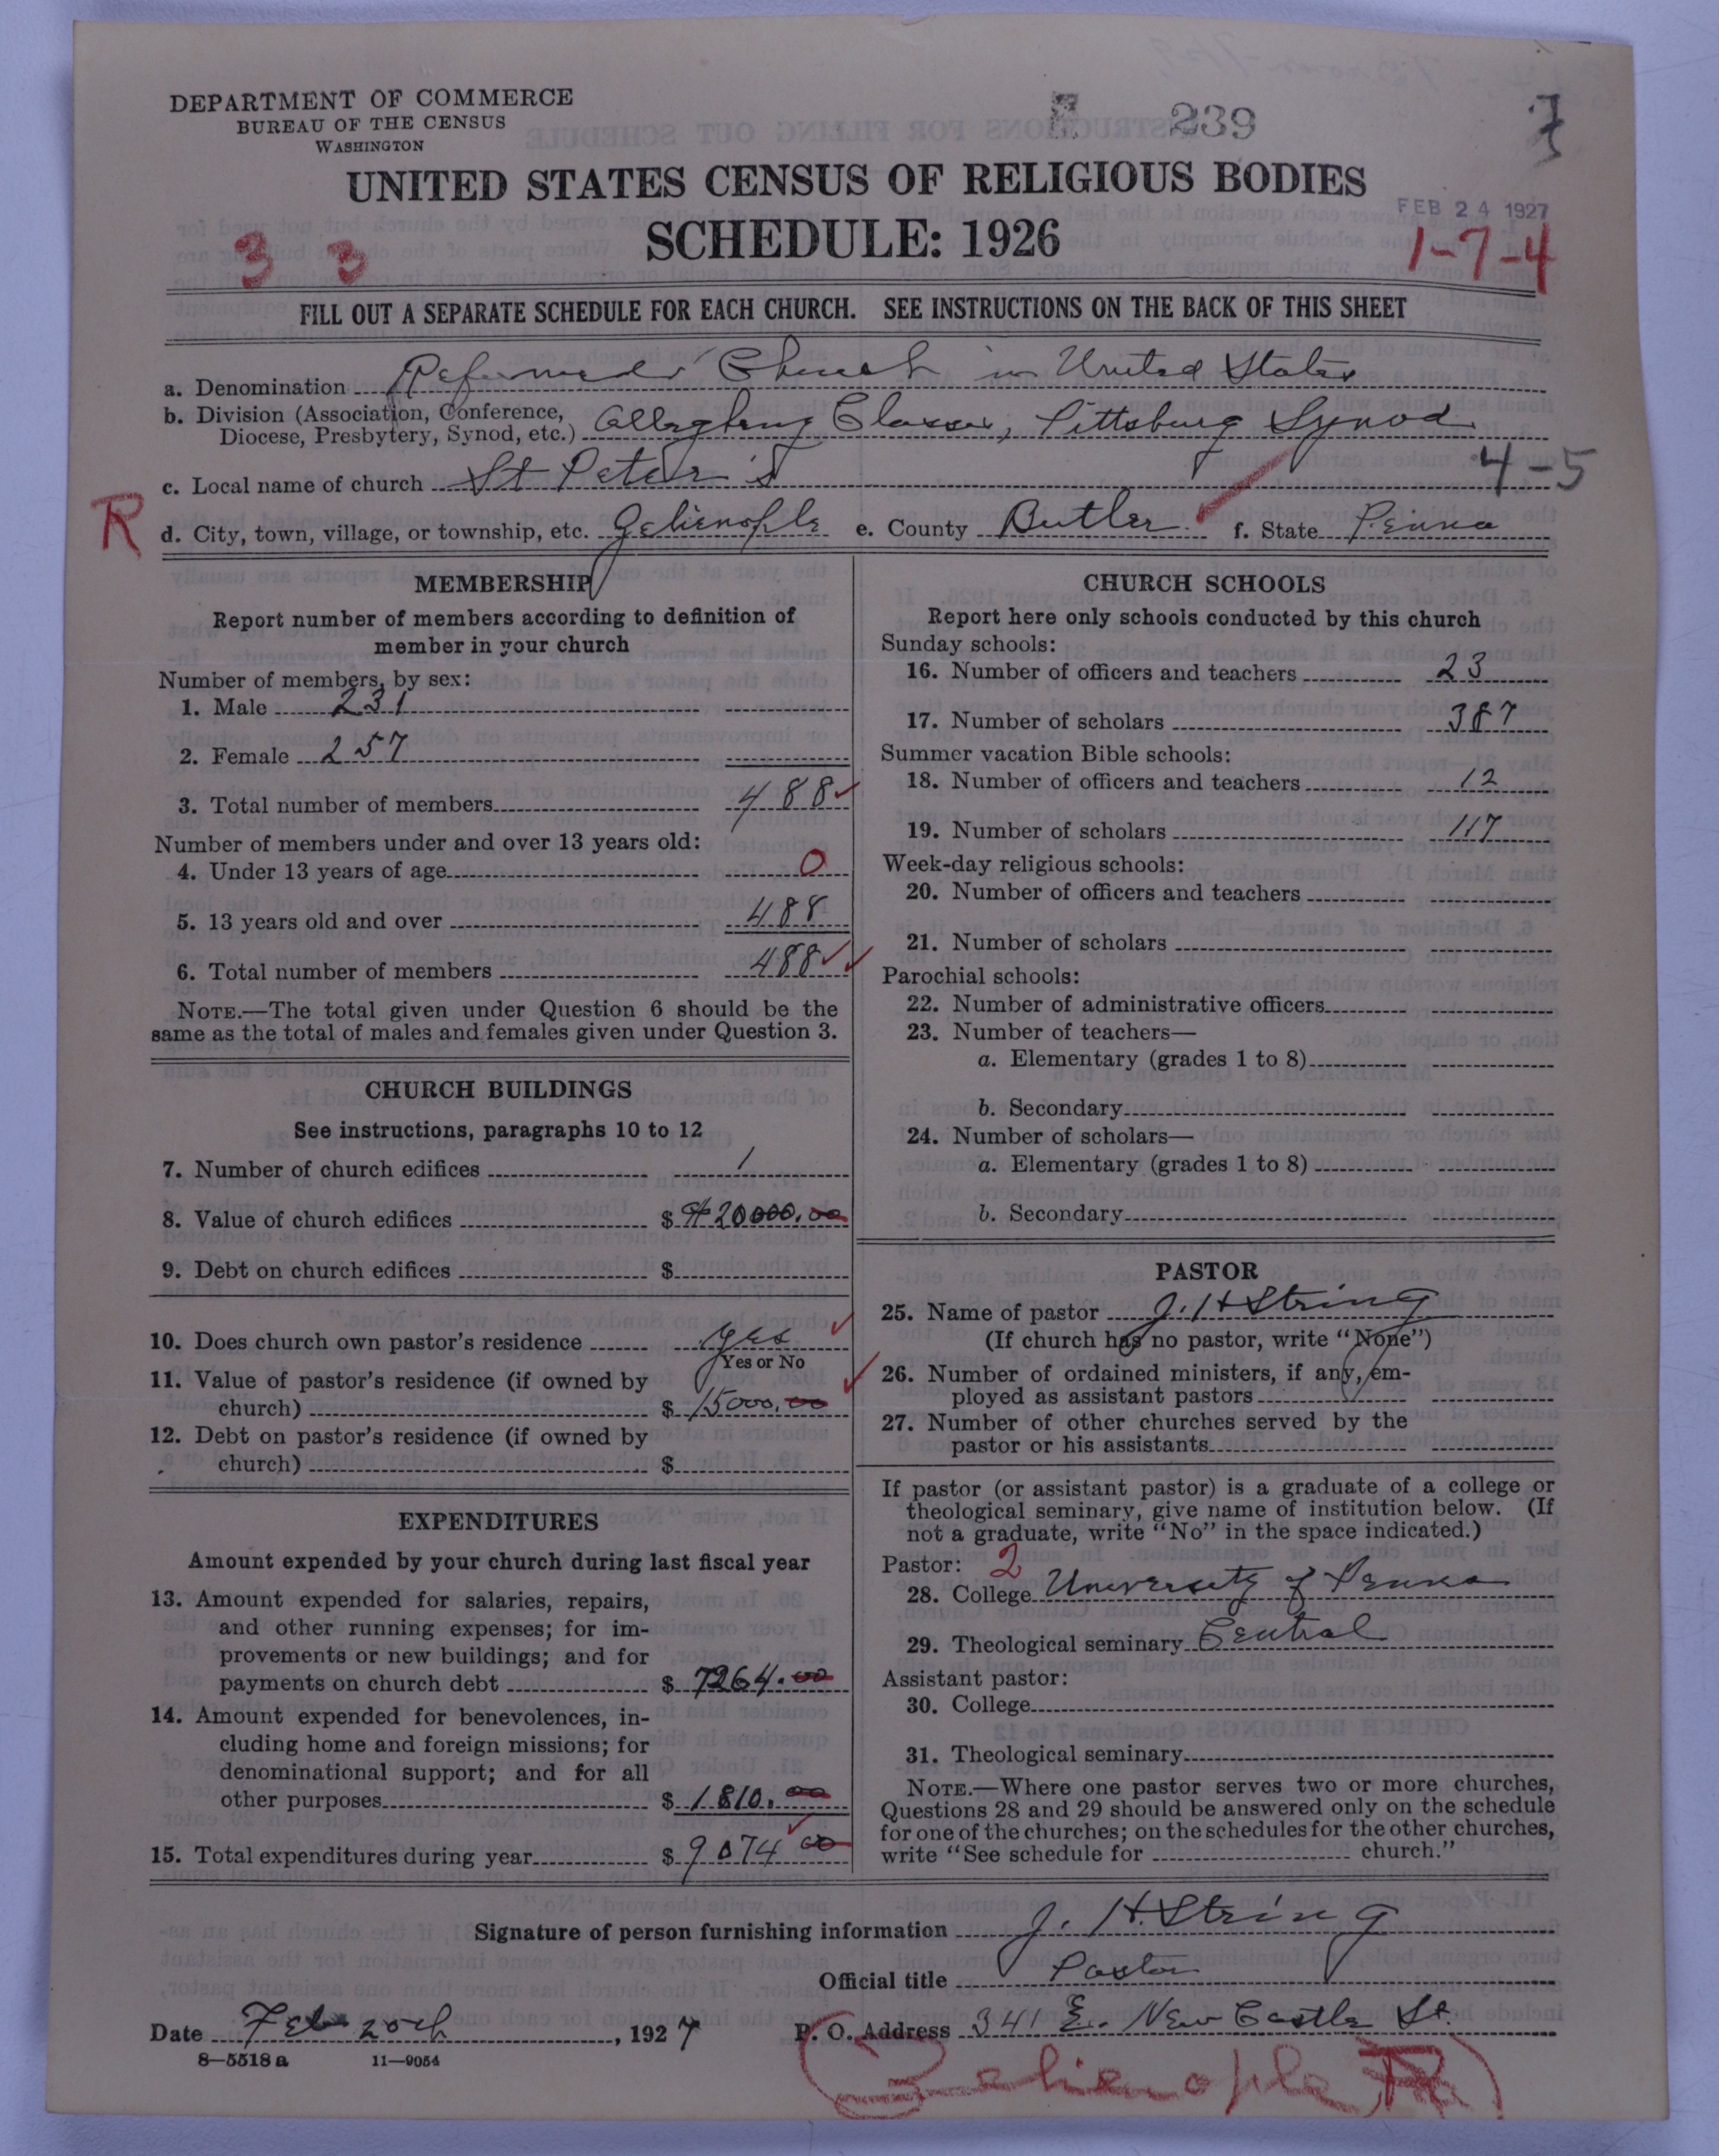 DEPARTMENT OF COMMERCE
BUREAU OF THE CENSUS
WASHINGTON
239
UNITED STATES CENSUS OF RELIGIOUS BODIES
FEB 24 1927
SCHEDULE: 1926
3 3
1-7-4
FILL OUT A SEPARATE SCHEDULE FOR EACH CHURCH. SEE INSTRUCTIONS ON THE BACK OF THIS SHEET
a. Denomination Reformed Church in United States
b. Division (Association, Conference, Diocese, Presbytery, Synod, etc.) Allegheny Classis, Pittsburg Synod
4-5
c. Local name of church St Peter's
R
d. City, town, village, or township, etc. Zelienople e. County Butler f. State Penna
MEMBERSHIP
Report number of members according to definition of
member in your church
Number of members, by sex:
1. Male 231
2. Female 257
3. Total number of members 488
Number of members under and over 13 years old:
4. Under 13 years of age 0
5. 13 years old and over 488
6. Total number of members 488
NOTE.—The total given under Question 6 should be the
same as the total of males and females given under Question 3.
CHURCH BUILDINGS
See instructions, paragraphs 10 to 12
7. Number of church edifices 1
8. Value of church edifices $ 20000.00
9. Debt on church edifices $
10. Does church own pastor's residence yes
Yes or No
11. Value of pastor's residence (if owned by
church) $ 15000.00
12. Debt on pastor's residence (if owned by
church) $
EXPENDITURES
Amount expended by your church during last fiscal year
13. Amount expended for salaries, repairs,
and other running expenses; for im-
provements or new buildings; and for
payments on church debt $ 7264.00
14. Amount expended for benevolences, in-
cluding home and foreign missions; for
denominational support; and for all
other purposes $ 1810.00
15. Total expenditures during year $ 9074 00
CHURCH SCHOOLS
Report here only schools conducted by this church
Sunday schools:
16. Number of officers and teachers 23
17. Number of scholars 387
Summer vacation Bible schools:
18. Number of officers and teachers 12
19. Number of scholars 117
Week-day religious schools:
20. Number of officers and teachers
21. Number of scholars
Parochial schools:
22. Number of administrative officers
23. Number of teachers—
a. Elementary (grades 1 to 8)
b. Secondary
24. Number of scholars—
a. Elementary (grades 1 to 8)
b. Secondary
PASTOR
25. Name of pastor J. H String
(If church has no pastor, write "None")
26. Number of ordained ministers, if any, em-
ployed as assistant pastors
27. Number of other churches served by the
pastor or his assistants
If pastor (or assistant pastor) is a graduate of a college or
theological seminary, give name of institution below. (If
not a graduate, write "No" in the space indicated.)
Pastor: 2
28. College University of Penna
29. Theological seminary Central
Assistant pastor:
30. College
31. Theological seminary
NOTE.—Where one pastor serves two or more churches,
Questions 28 and 29 should be answered only on the schedule
for one of the churches; on the schedules for the other churches,
write "See schedule for church."
Signature of person furnishing information J. H. String
Official title Pastor
Date Feb 20th, 1927 P. O. Address 341 E. New Castle St.
8—5518a 11—9054
Zelienople Pa